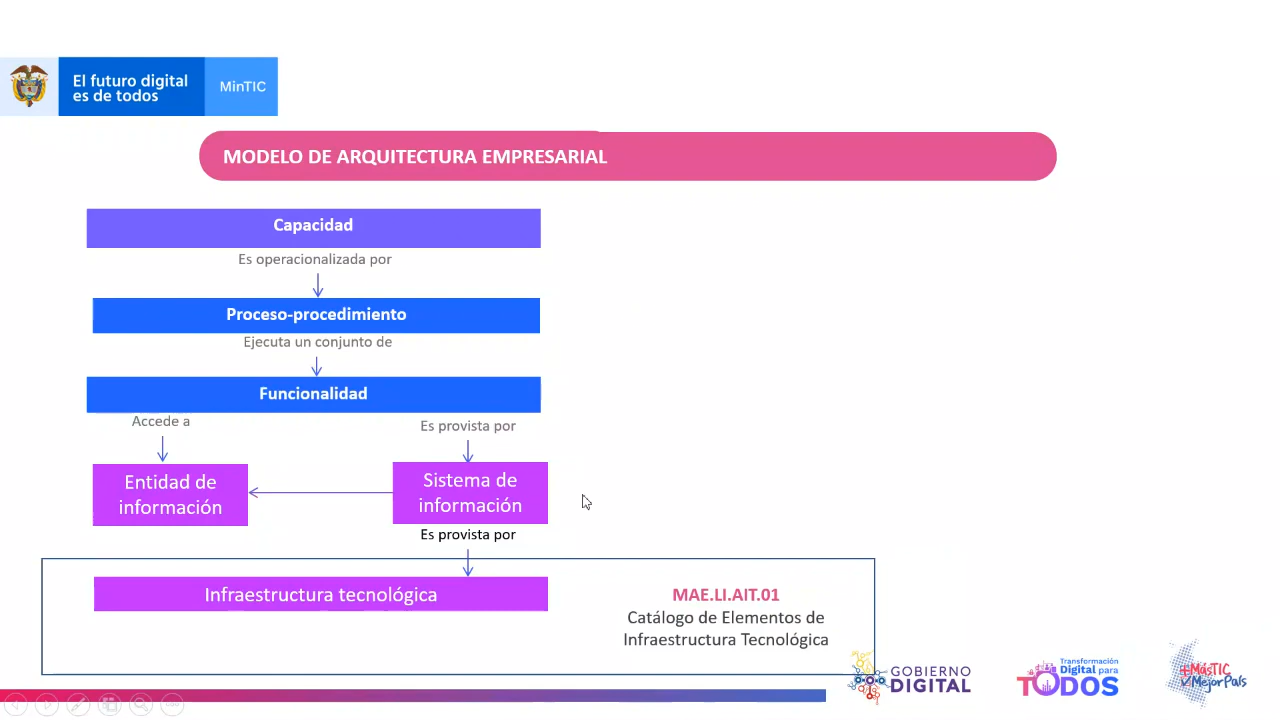 El futuro digital
es de todos
MinTIC
MODELO DE ARQUITECTURA EMPRESARIAL
Capacidad
Es operacionalizada por
Proceso-procedimiento
Ejecuta un conjunto de
Funcionalidad
Accede a
Es provista por
Entidad de
información
Sistema de
información
Es provista por
Infraestructura tecnológica
MAE.LI.AIT.01
Catálogo de Elementos de
Infraestructura Tecnológica
GOBIERNO
DIGITAL
Transformación
Digital para
TODOS
+MásTIC
✓MejorPaís